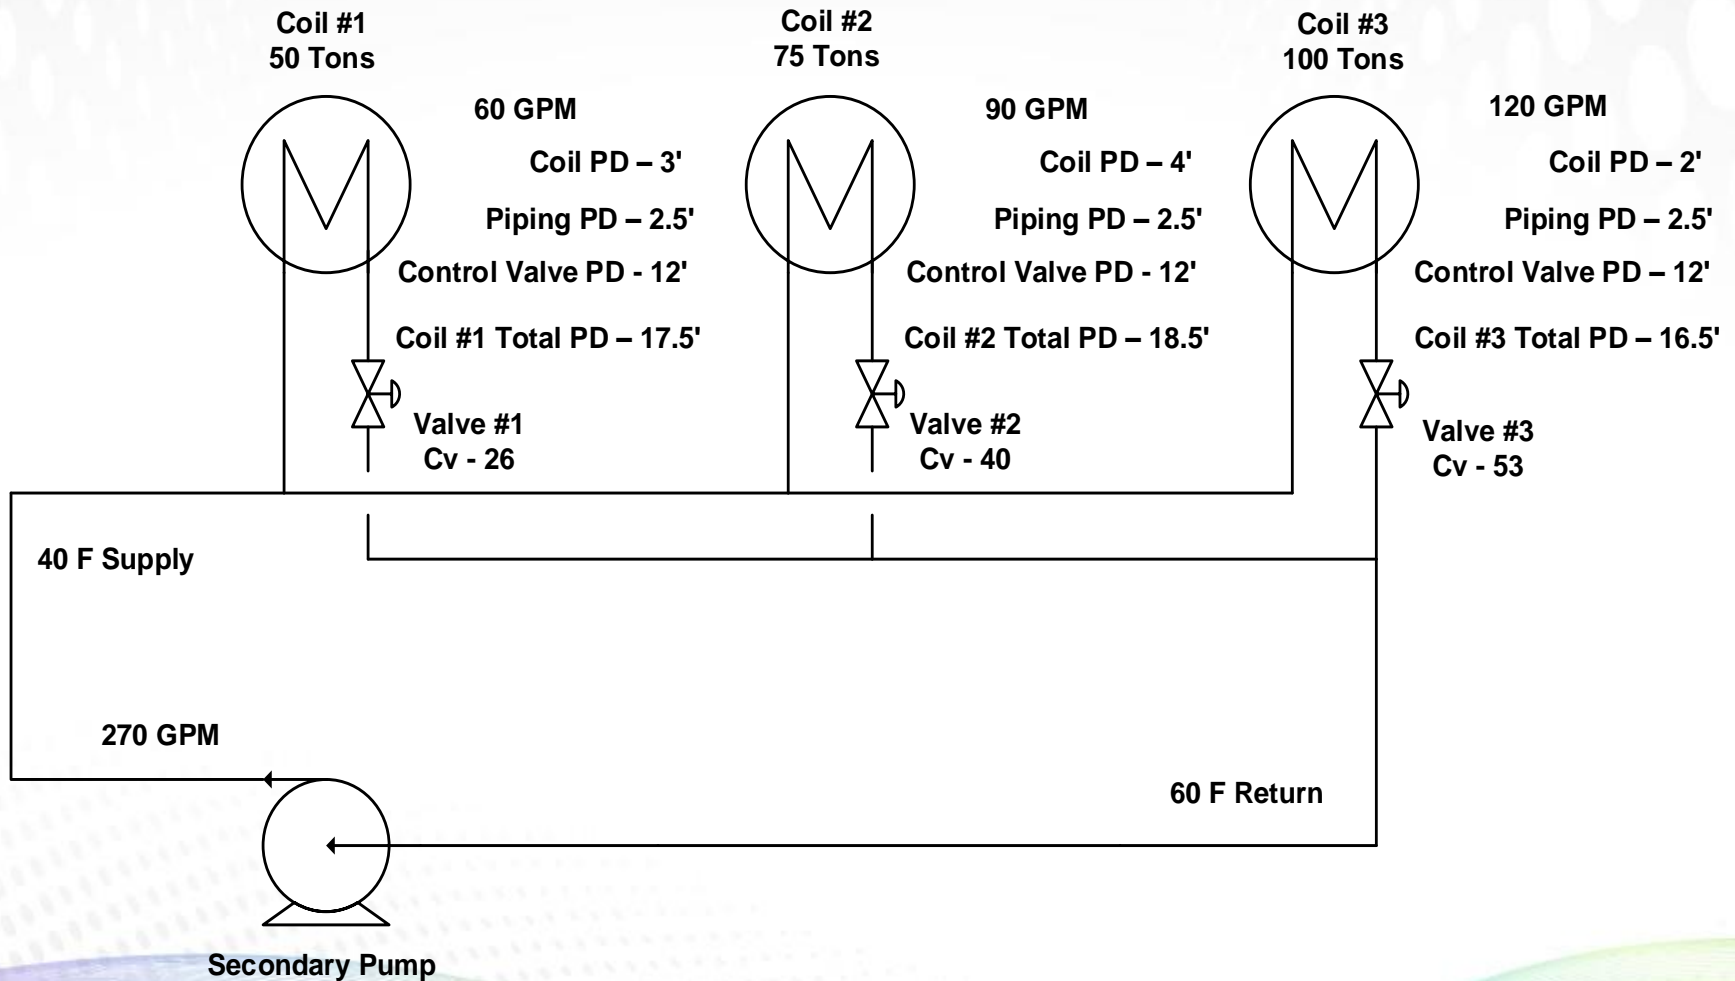 Coil #1
50 Tons
60 GPM
Coil PD – 3'
Piping PD – 2.5'
Control Valve PD - 12'
Coil #1 Total PD – 17.5'
Valve #1
Cv - 26
Coil #2
75 Tons
90 GPM
Coil PD – 4'
Piping PD – 2.5'
Control Valve PD - 12'
Coil #2 Total PD – 18.5'
Valve #2
Cv - 40
Coil #3
100 Tons
120 GPM
Coil PD – 2'
Piping PD – 2.5'
Control Valve PD – 12'
Coil #3 Total PD – 16.5'
Valve #3
Cv - 53
40 F Supply
270 GPM
60 F Return
Secondary Pump